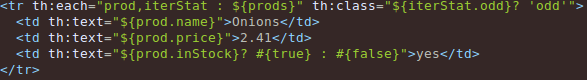 <tr th:each="prod,iterStat : ${prods}" th:class="${iterStat.odd}? 'odd'">
<td th:text="${prod.name}">Onions</td>
<td th:text="${prod.price}">2.41</td>
<td th:text="${prod.inStock}? #{true} : #{false}">yes</td>
</tr>